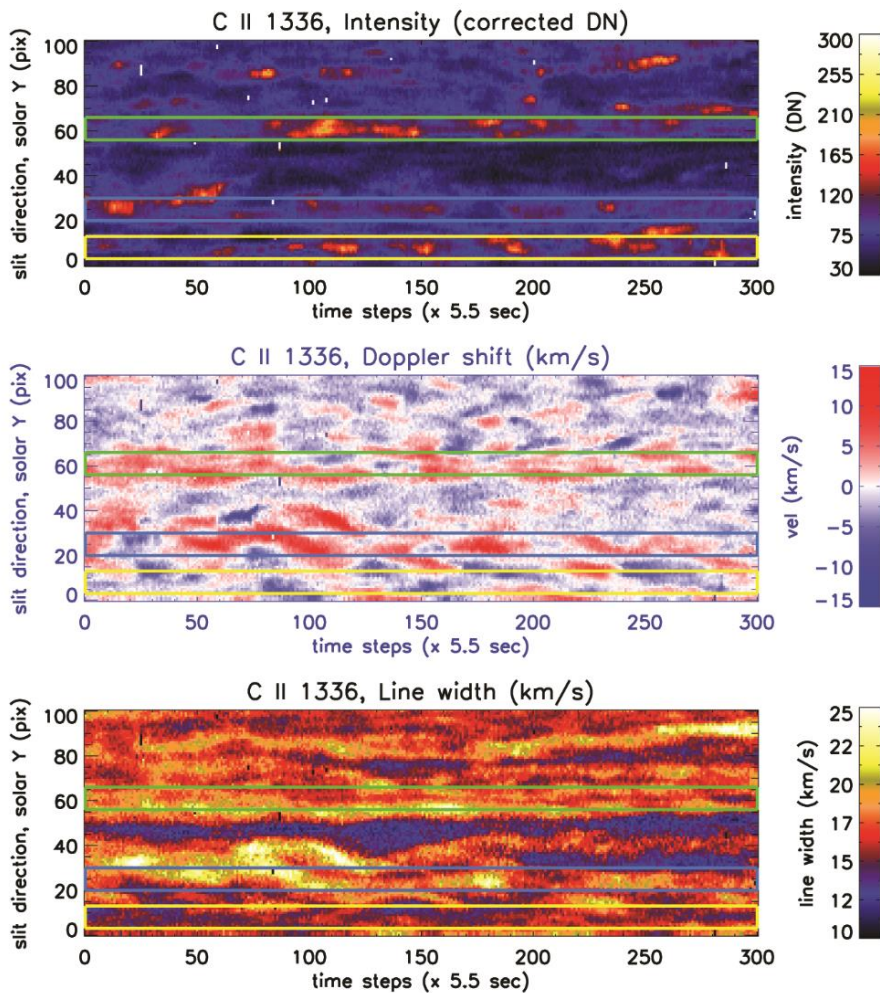 C II 1336, Intensity (corrected DN)
slit direction, solar Y (pix)
100
80
60
40
20
0
0 50 100 150 200 250 300
time steps (x 5.5 sec)
intensity (DN)
300
255
210
165
120
75
30
C II 1336, Doppler shift (km/s)
slit direction, solar Y (pix)
100
80
60
40
20
0
0 50 100 150 200 250 300
time steps (x 5.5 sec)
vel (km/s)
15
10
5
0
−5
−10
−15
C II 1336, Line width (km/s)
slit direction, solar Y (pix)
100
80
60
40
20
0
0 50 100 150 200 250 300
time steps (x 5.5 sec)
line width (km/s)
25
22
20
17
15
12
10